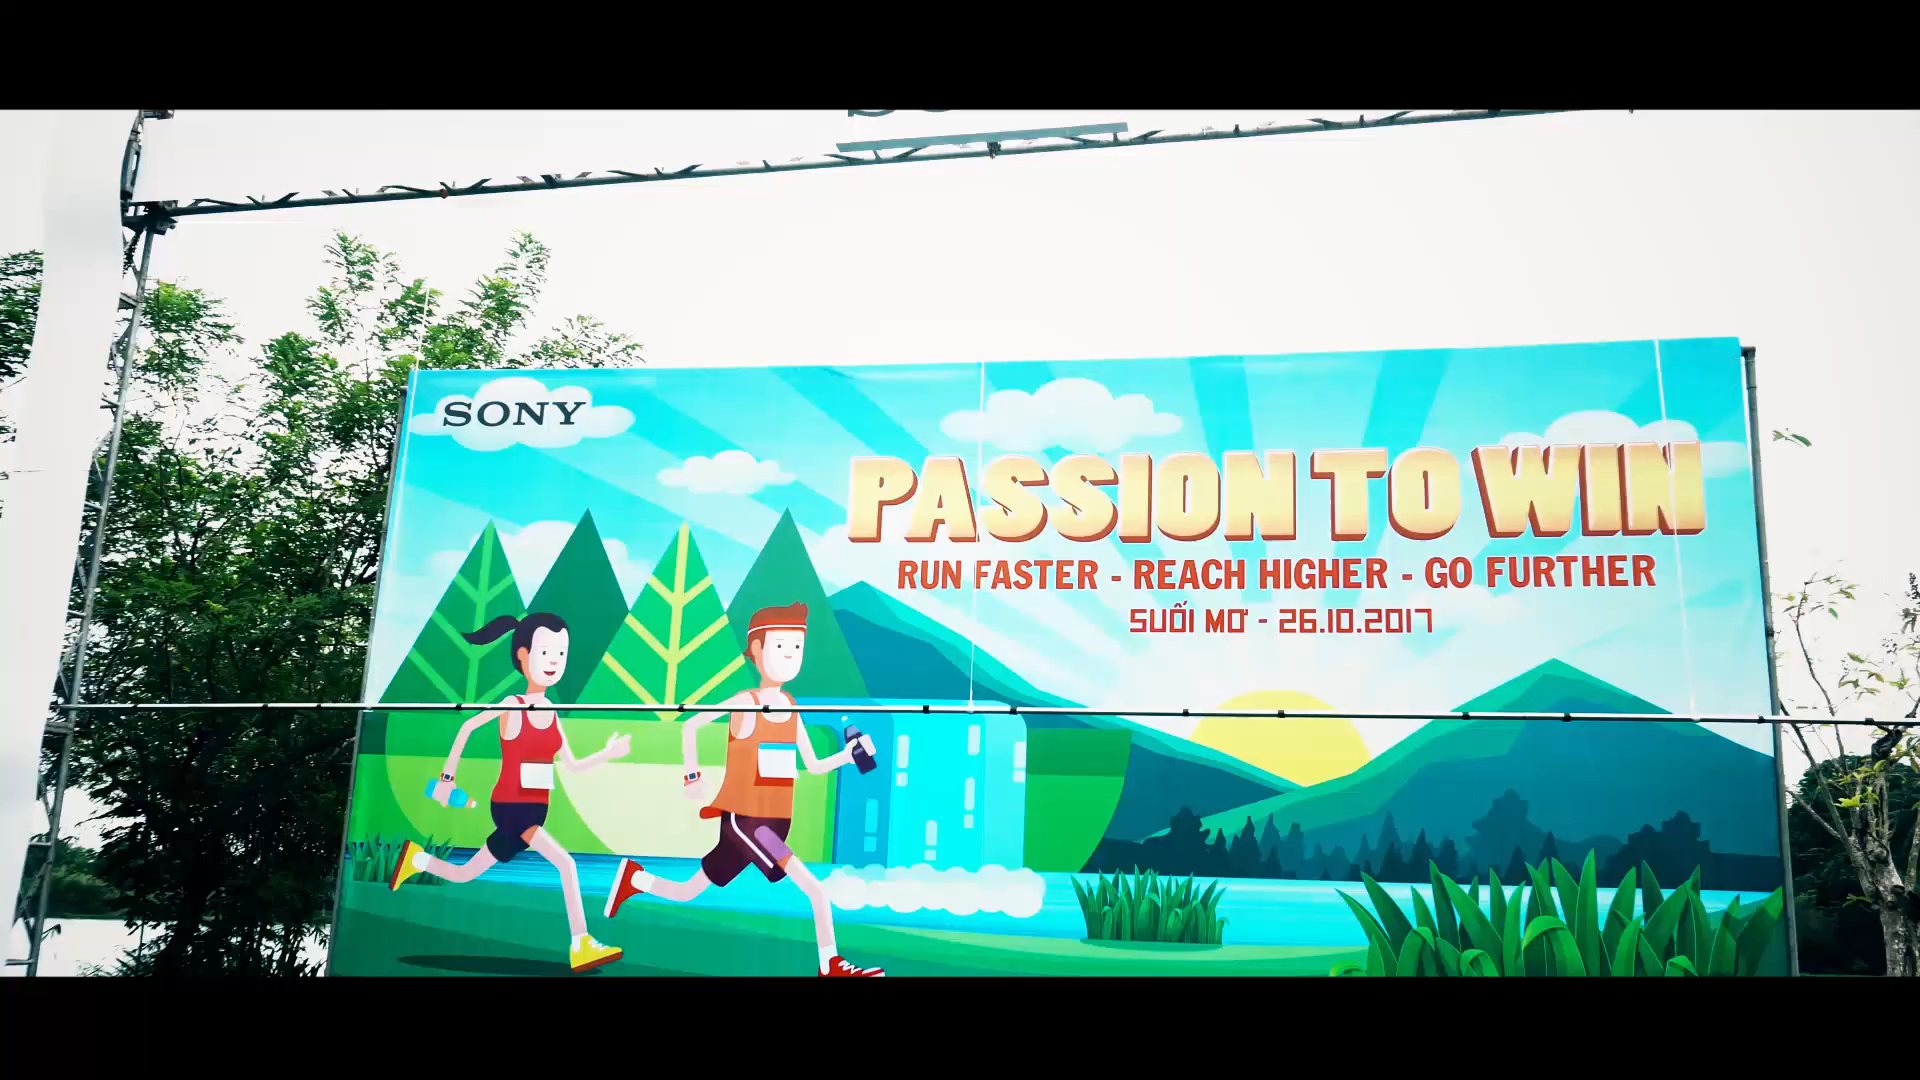 SONY
PASSION TO WIN
RUN FASTER - REACH HIGHER - GO FURTHER
SUỐI MƠ - 26.10.2017